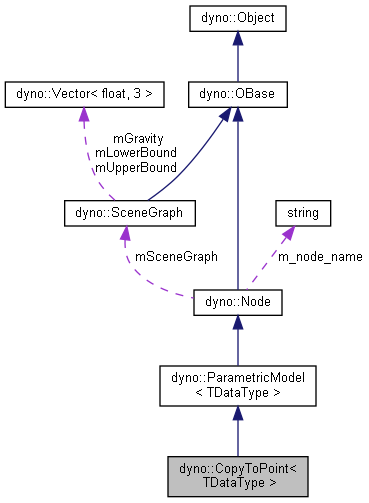 dyno::Object
dyno::Vector< float, 3 >
dyno::OBase
mGravity
mLowerBound
mUpperBound
dyno::SceneGraph
string
mSceneGraph
m_node_name
dyno::Node
dyno::ParametricModel
< TDataType >
dyno::CopyToPoint<
TDataType >